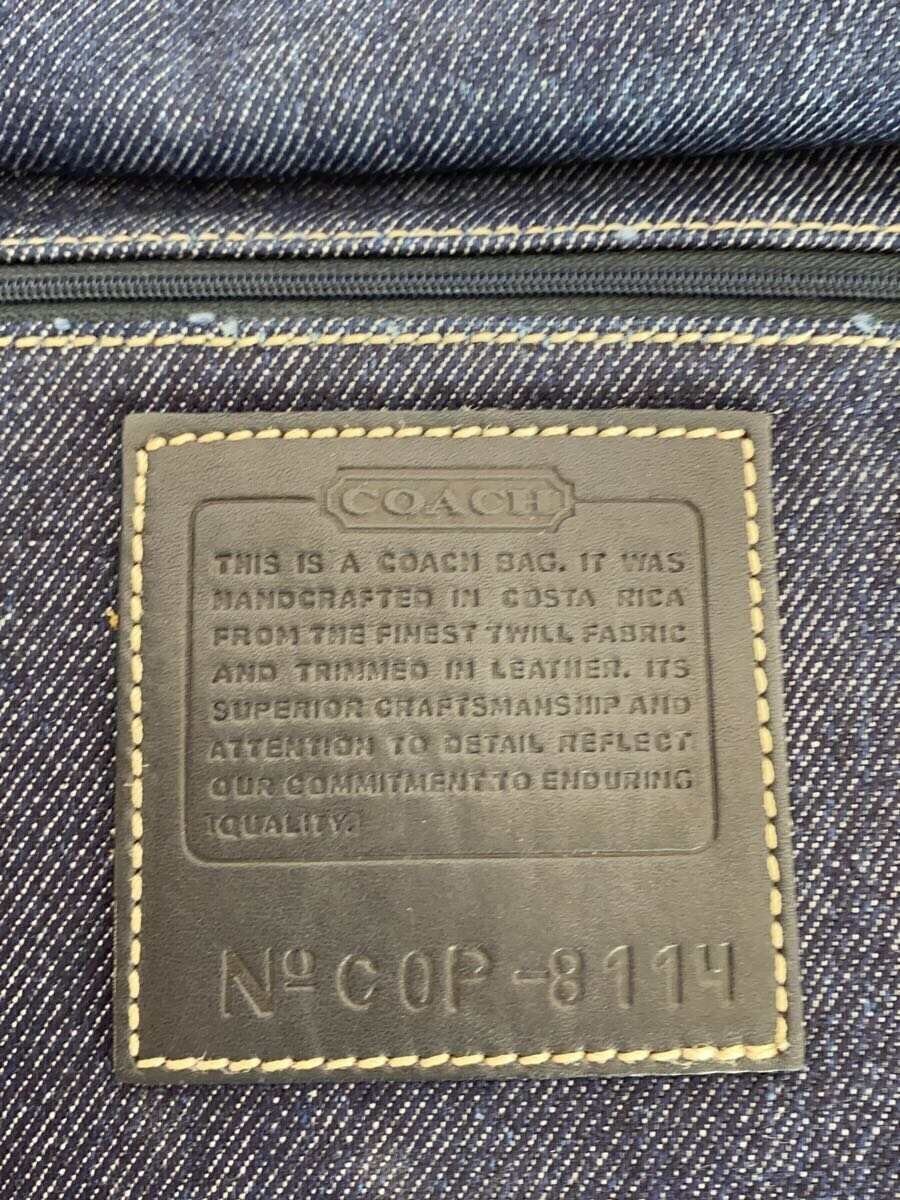 COACH
THIS IS A COACH BAG. IT WAS
HANDCRAFTED IN COSTA RICA
FROM THE FINEST TWILL FABRIC
AND TRIMMED IN LEATHER. ITS
SUPERIOR CRAFTSMANSHIP AND
ATTENTION TO DETAIL REFLECT
OUR COMMITMENT TO ENDURING
QUALITY.
Nº COP-8114